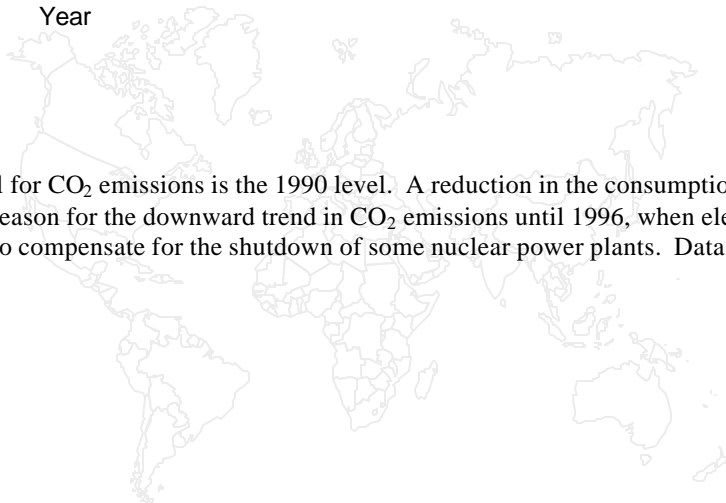 Year
for CO₂ emissions is the 1990 level. A reduction in the consumptio
eason for the downward trend in CO₂ emissions until 1996, when ele
o compensate for the shutdown of some nuclear power plants. Data